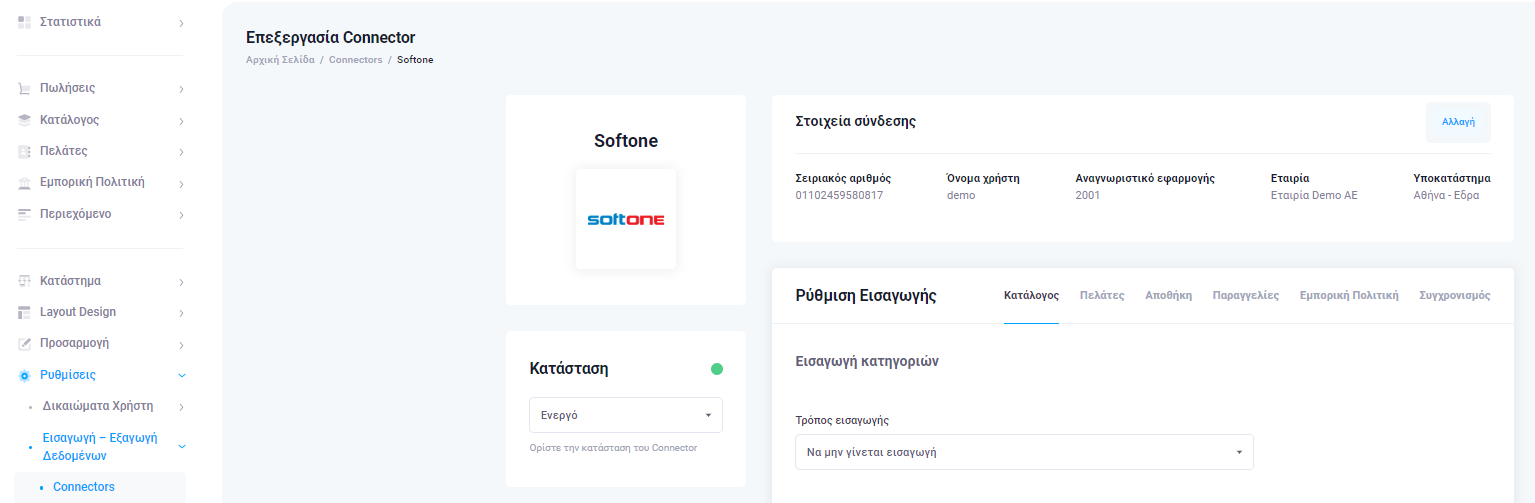 Στατιστικά
Πωλήσεις
Κατάλογος
Πελάτες
Εμπορική Πολιτική
Περιεχόμενο
Κατάστημα
Layout Design
Προσαρμογή
Ρυθμίσεις
Δικαιώματα Χρήστη
Εισαγωγή – Εξαγωγή
Δεδομένων
Connectors
Επεξεργασία Connector
Αρχική Σελίδα / Connectors / Softone
Softone
softone
Κατάσταση
Ενεργό
Ορίστε την κατάσταση του Connector
Στοιχεία σύνδεσης
Αλλαγή
Σειριακός αριθμός Όνομα χρήστη Αναγνωριστικό εφαρμογής Εταιρία Υποκατάστημα
01102459580817 demo 2001 Εταιρία Demo AE Αθήνα - Εδρα
Ρύθμιση Εισαγωγής Κατάλογος Πελάτες Αποθήκη Παραγγελίες Εμπορική Πολιτική Συγχρονισμός
Εισαγωγή κατηγοριών
Τρόπος εισαγωγής
Να μην γίνεται εισαγωγή